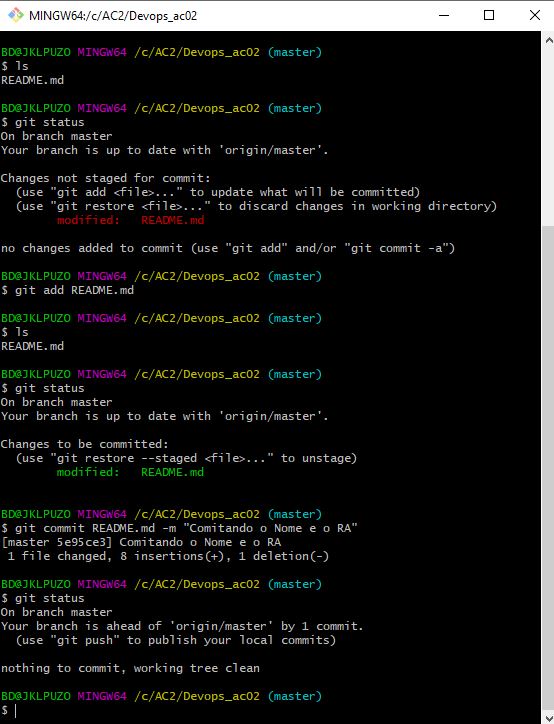 MINGW64:/c/AC2/Devops_ac02
BD@JKLPUZO MINGW64 /c/AC2/Devops_ac02 (master)
$ ls
README.md
BD@JKLPUZO MINGW64 /c/AC2/Devops_ac02 (master)
$ git status
On branch master
Your branch is up to date with 'origin/master'.
Changes not staged for commit:
  (use "git add <file>..." to update what will be committed)
  (use "git restore <file>..." to discard changes in working directory)
        modified:   README.md
no changes added to commit (use "git add" and/or "git commit -a")
BD@JKLPUZO MINGW64 /c/AC2/Devops_ac02 (master)
$ git add README.md
BD@JKLPUZO MINGW64 /c/AC2/Devops_ac02 (master)
$ ls
README.md
BD@JKLPUZO MINGW64 /c/AC2/Devops_ac02 (master)
$ git status
On branch master
Your branch is up to date with 'origin/master'.
Changes to be committed:
  (use "git restore --staged <file>..." to unstage)
        modified:   README.md
BD@JKLPUZO MINGW64 /c/AC2/Devops_ac02 (master)
$ git commit README.md -m "Comitando o Nome e o RA"
[master 5e95ce3] Comitando o Nome e o RA
 1 file changed, 8 insertions(+), 1 deletion(-)
BD@JKLPUZO MINGW64 /c/AC2/Devops_ac02 (master)
$ git status
On branch master
Your branch is ahead of 'origin/master' by 1 commit.
  (use "git push" to publish your local commits)
nothing to commit, working tree clean
BD@JKLPUZO MINGW64 /c/AC2/Devops_ac02 (master)
$